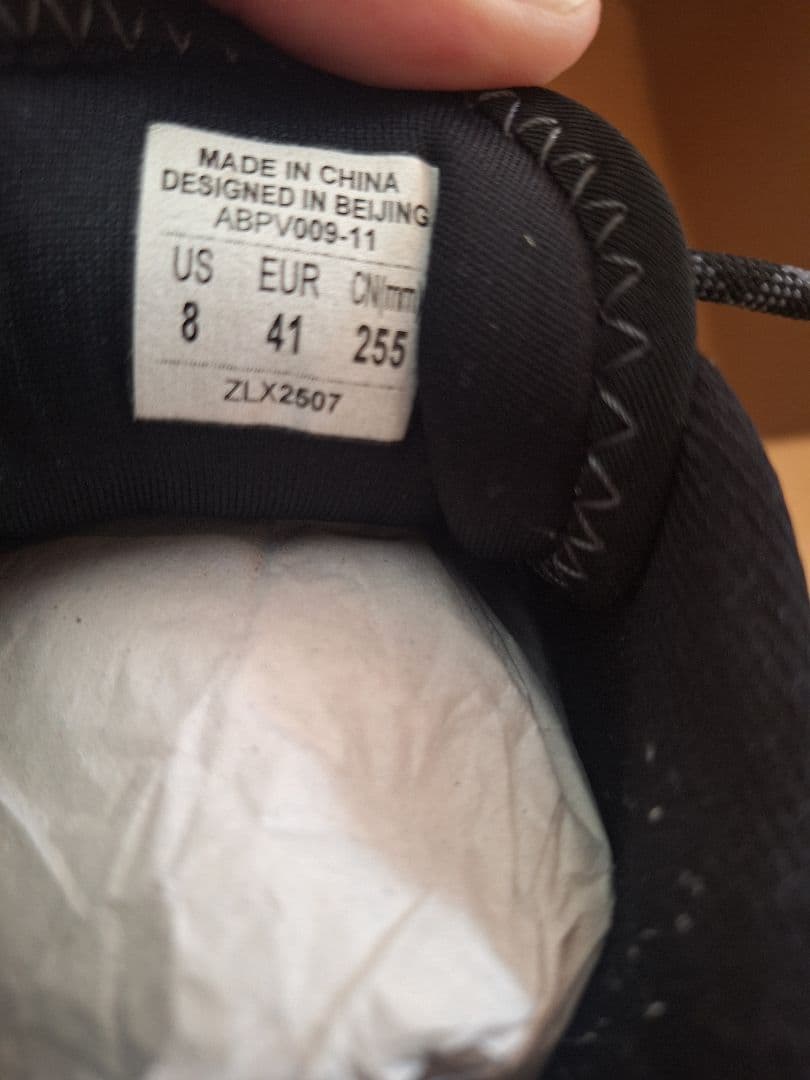 MADE IN CHINA
DESIGNED IN BEIJING
ABPV009-11
US EUR CN(mm)
8 41 255
ZLX2507